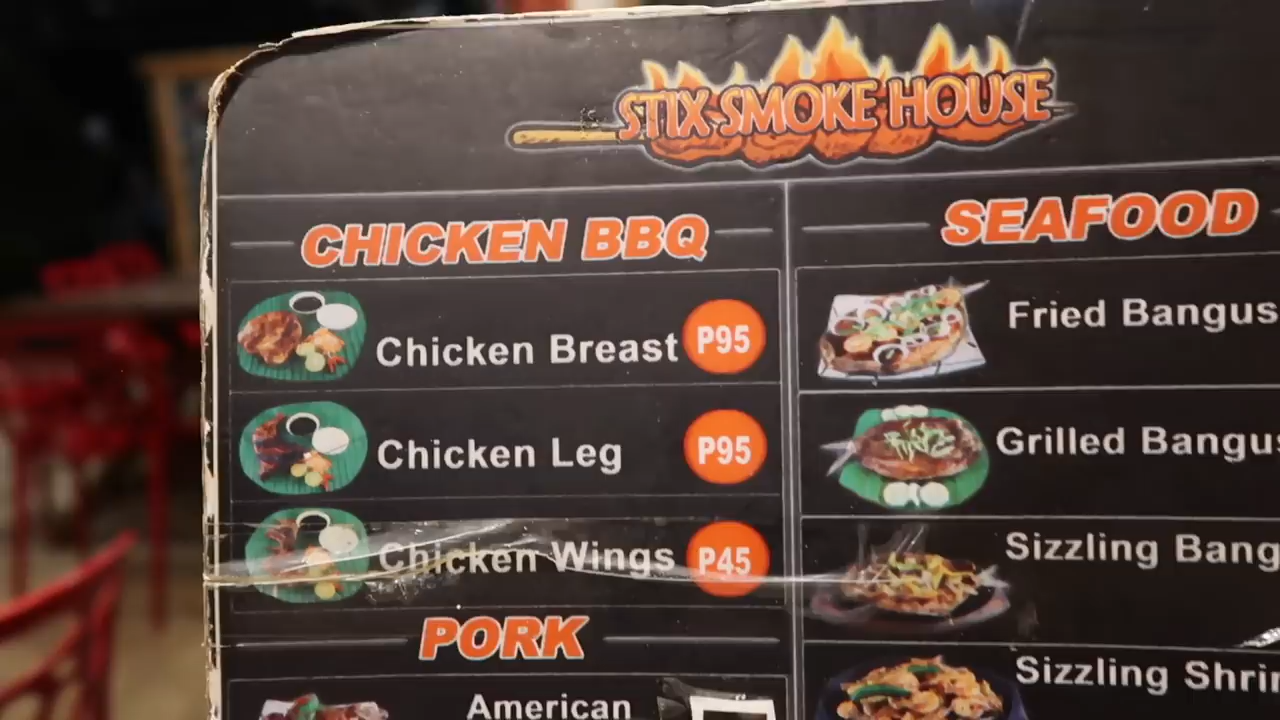 STIX SMOKE HOUSE
CHICKEN BBQ
Chicken Breast P95
Chicken Leg P95
Chicken Wings P45
PORK
American
SEAFOOD
Fried Bangus
Grilled Bangus
Sizzling Bang
Sizzling Shri